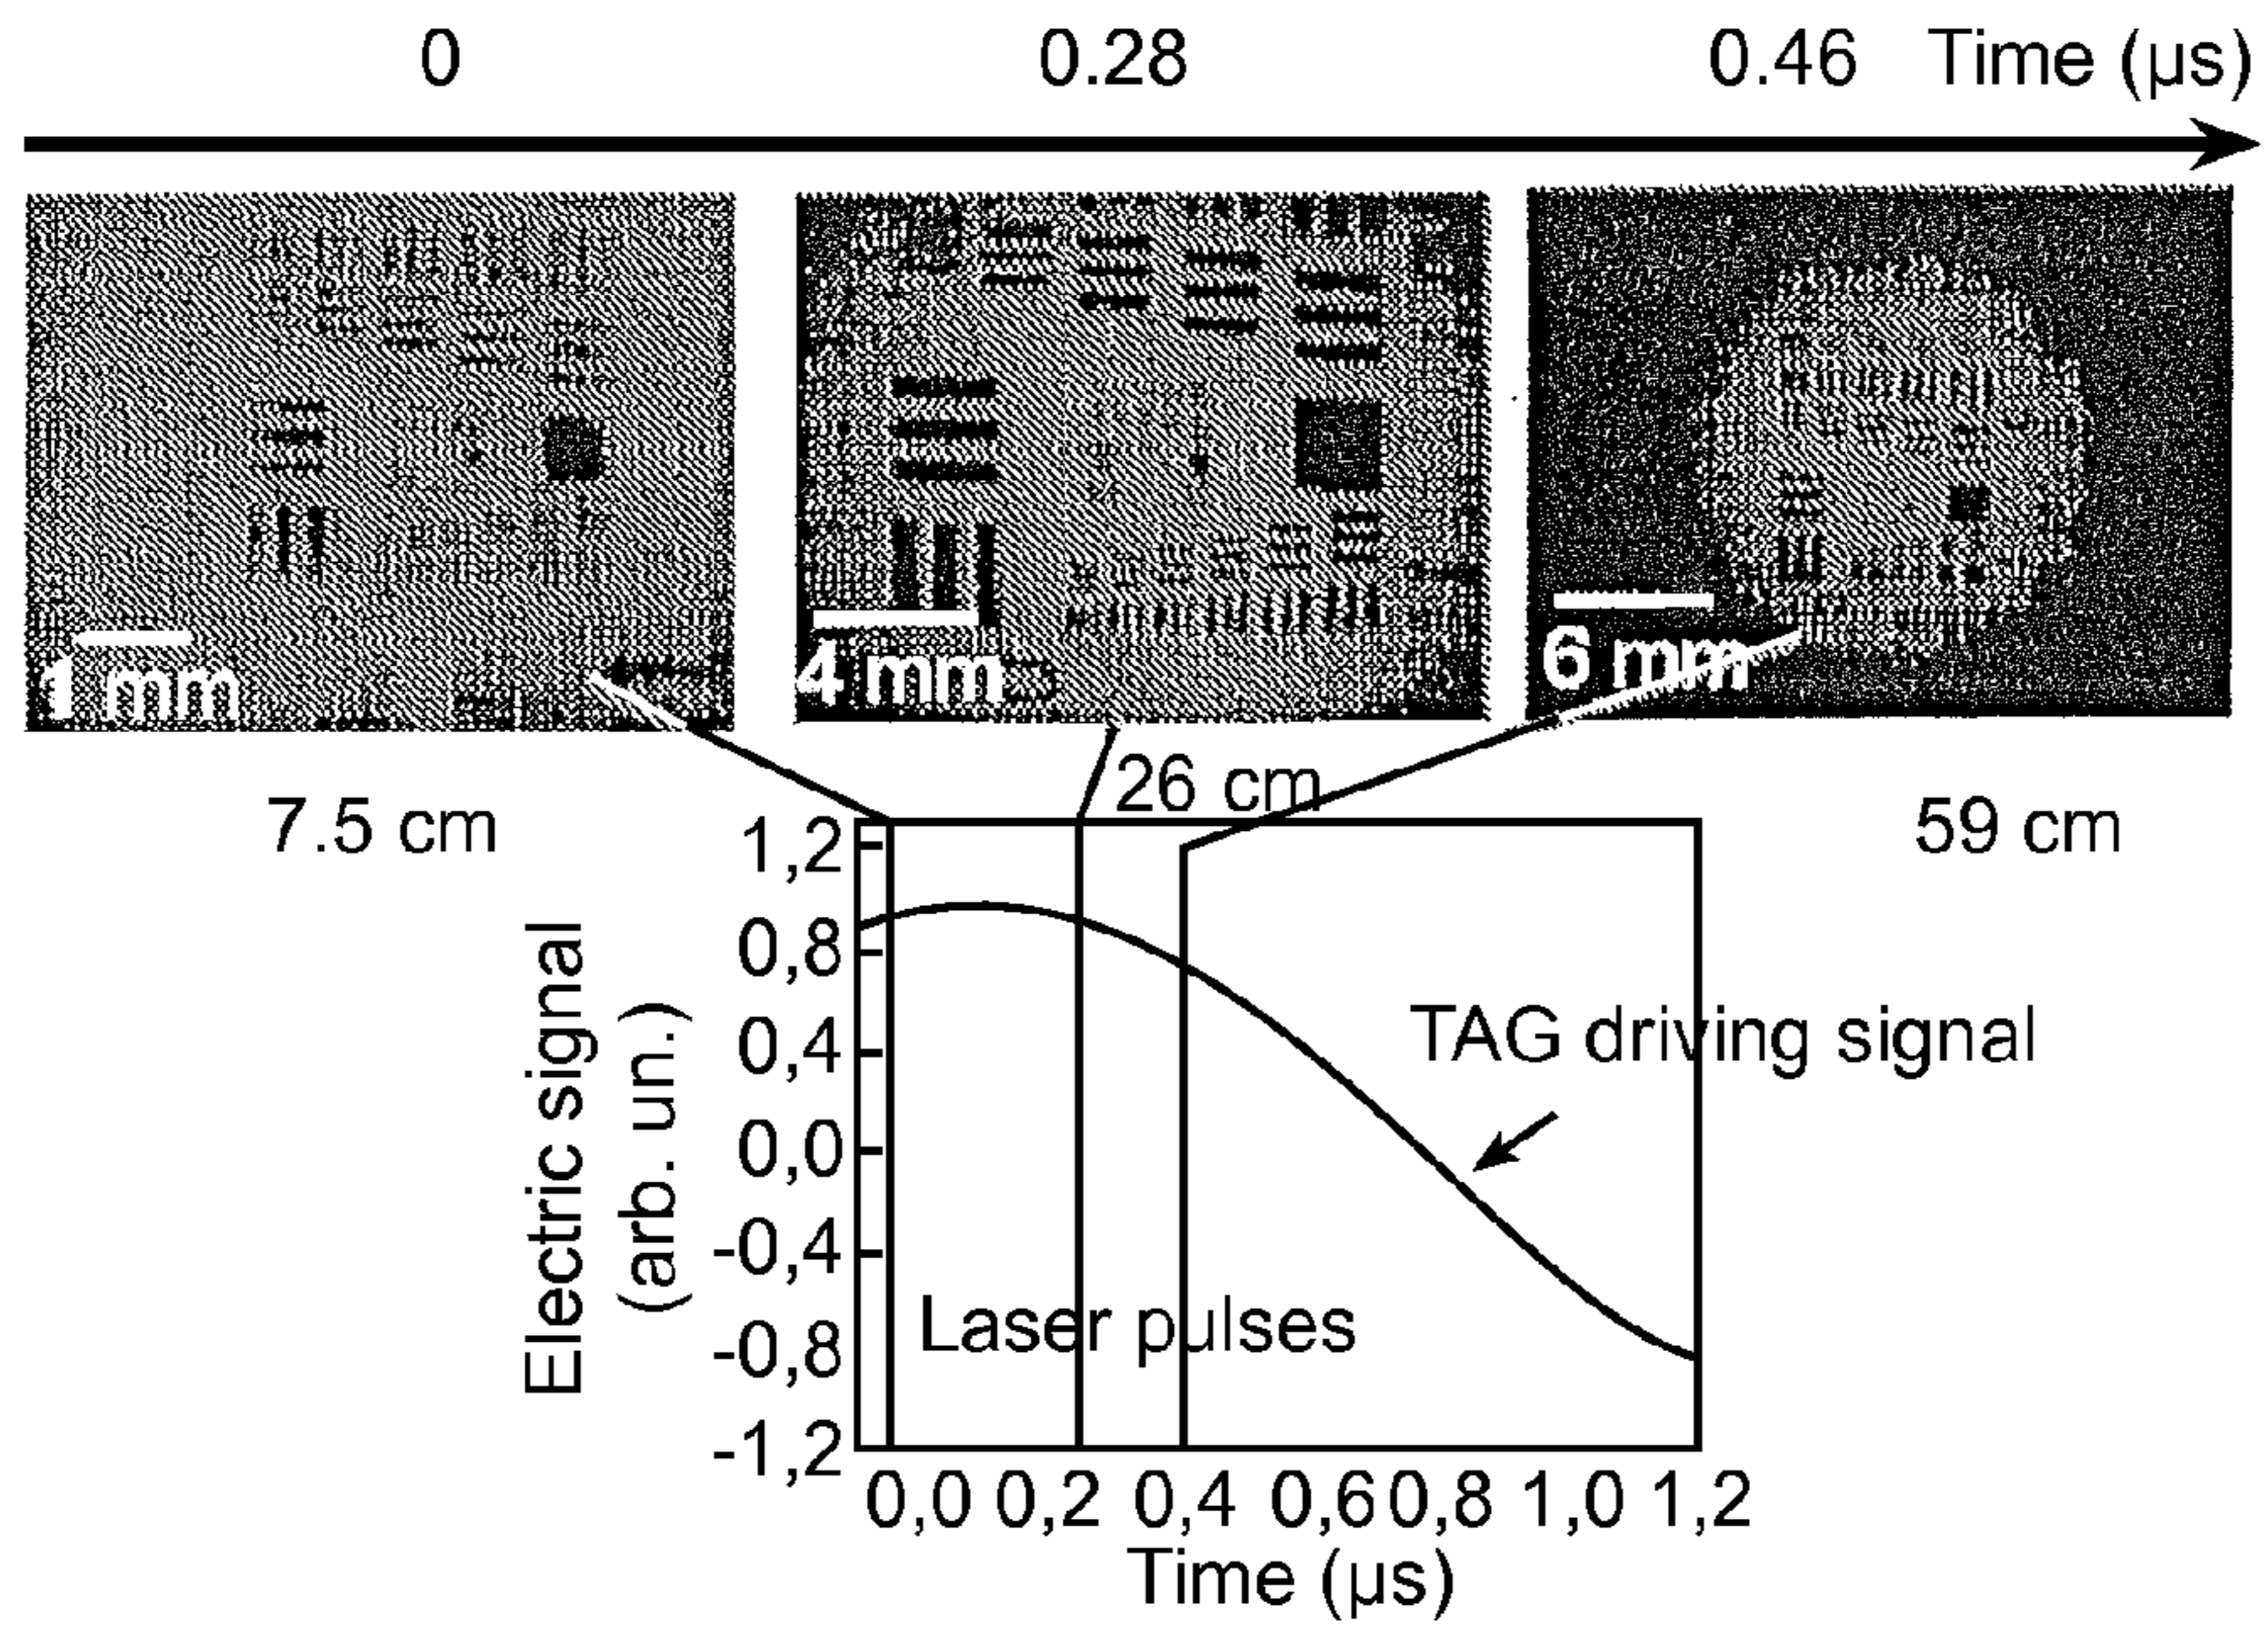 0 0.28 0.46 Time (µs)
1 mm 4 mm 6 mm
7.5 cm 26 cm 59 cm
Electric signal
(arb. un.)
1,2
0,8
0,4
0,0
-0,4
-0,8
-1,2
TAG driving signal
Laser pulses
0,0 0,2 0,4 0,6 0,8 1,0 1,2
Time (µs)